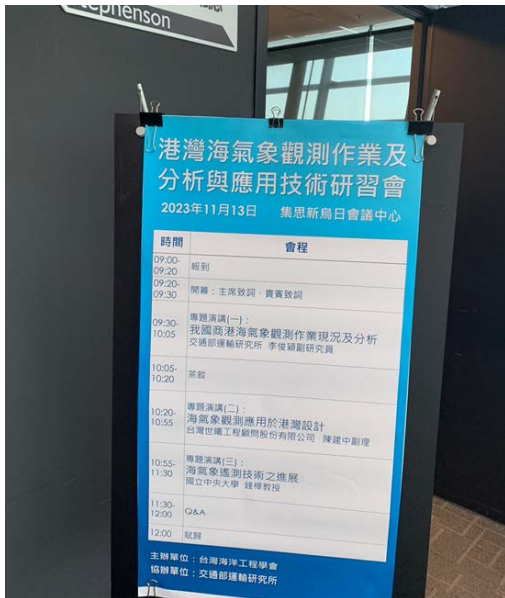 Stephenson
港灣海氣象觀測作業及
分析與應用技術研習會
2023年11月13日 集思新烏日會議中心
時間 會程
09:00-
09:20 報到
09:20-
09:30 開幕：主席致詞、貴賓致詞
09:30-
10:05 專題演講(一)：
我國商港海氣象觀測作業現況及分析
交通部運輸研究所 李俊穎副研究員
10:05-
10:20 茶敘
10:20-
10:55 專題演講(二)：
海氣象觀測應用於港灣設計
台灣世曦工程顧問股份有限公司 陳建中副理
10:55-
11:30 專題演講(三)：
海氣象遙測技術之進展
國立中央大學 錢樺教授
11:30-
12:00 Q&A
12:00 賦歸
主辦單位：台灣海洋工程學會
協辦單位：交通部運輸研究所